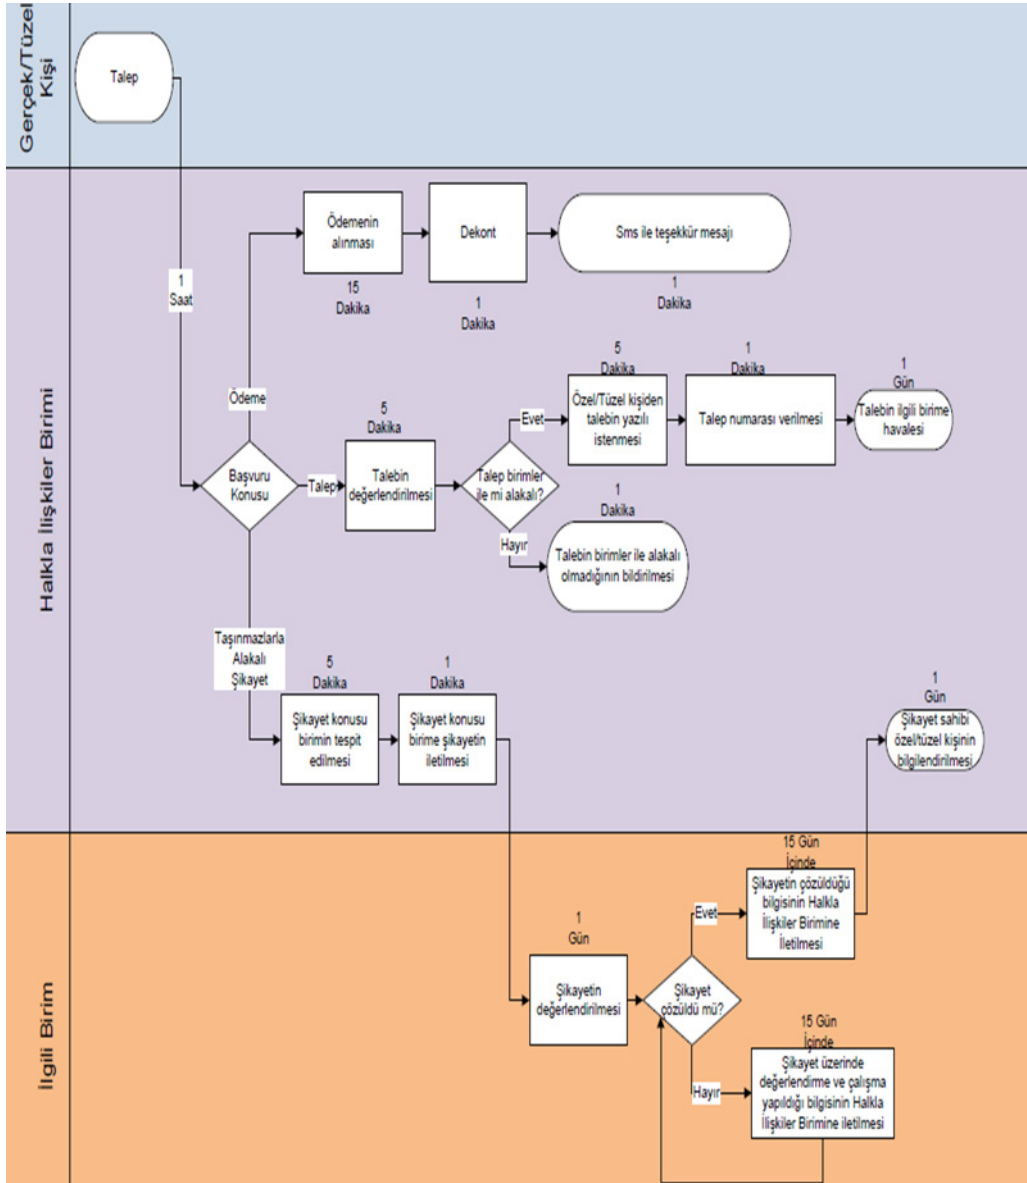 Gerçek/Tüzel
Kişi
Talep
Halkla İlişkiler Birimi
1
Saat
Ödemenin
alınması
15
Dakika
Dekont
1
Dakika
Sms ile teşekkür mesajı
1
Dakika
Ödeme
Başvuru
Konusu
Talep
5
Dakika
Talebin
değerlendirilmesi
Talep birimler
ile mi alakalı?
Evet
5
Dakika
Özel/Tüzel kişiden
talebin yazılı
istenmesi
1
Dakika
Talep numarası verilmesi
1
Gün
Talebin ilgili birime
havalesi
Hayır
1
Dakika
Talebin birimler ile alakalı
olmadığının bildirilmesi
Taşınmazlarla
Alakalı
Şikayet
5
Dakika
Şikayet konusu
birimin tespit
edilmesi
1
Dakika
Şikayet konusu
birime şikayetin
iletilmesi
1
Gün
Şikayet sahibi
özel/tüzel kişinin
bilgilendirilmesi
İlgili Birim
1
Gün
Şikayetin
değerlendirilmesi
Şikayet
çözüldü mü?
Evet
15 Gün
İçinde
Şikayetin çözüldüğü
bilgisinin Halkla
İlişkiler Birimine
İletilmesi
Hayır
15 Gün
İçinde
Şikayet üzerinde
değerlendirme ve çalışma
yapıldığı bilgisinin Halkla
İlişkiler Birimine iletilmesi